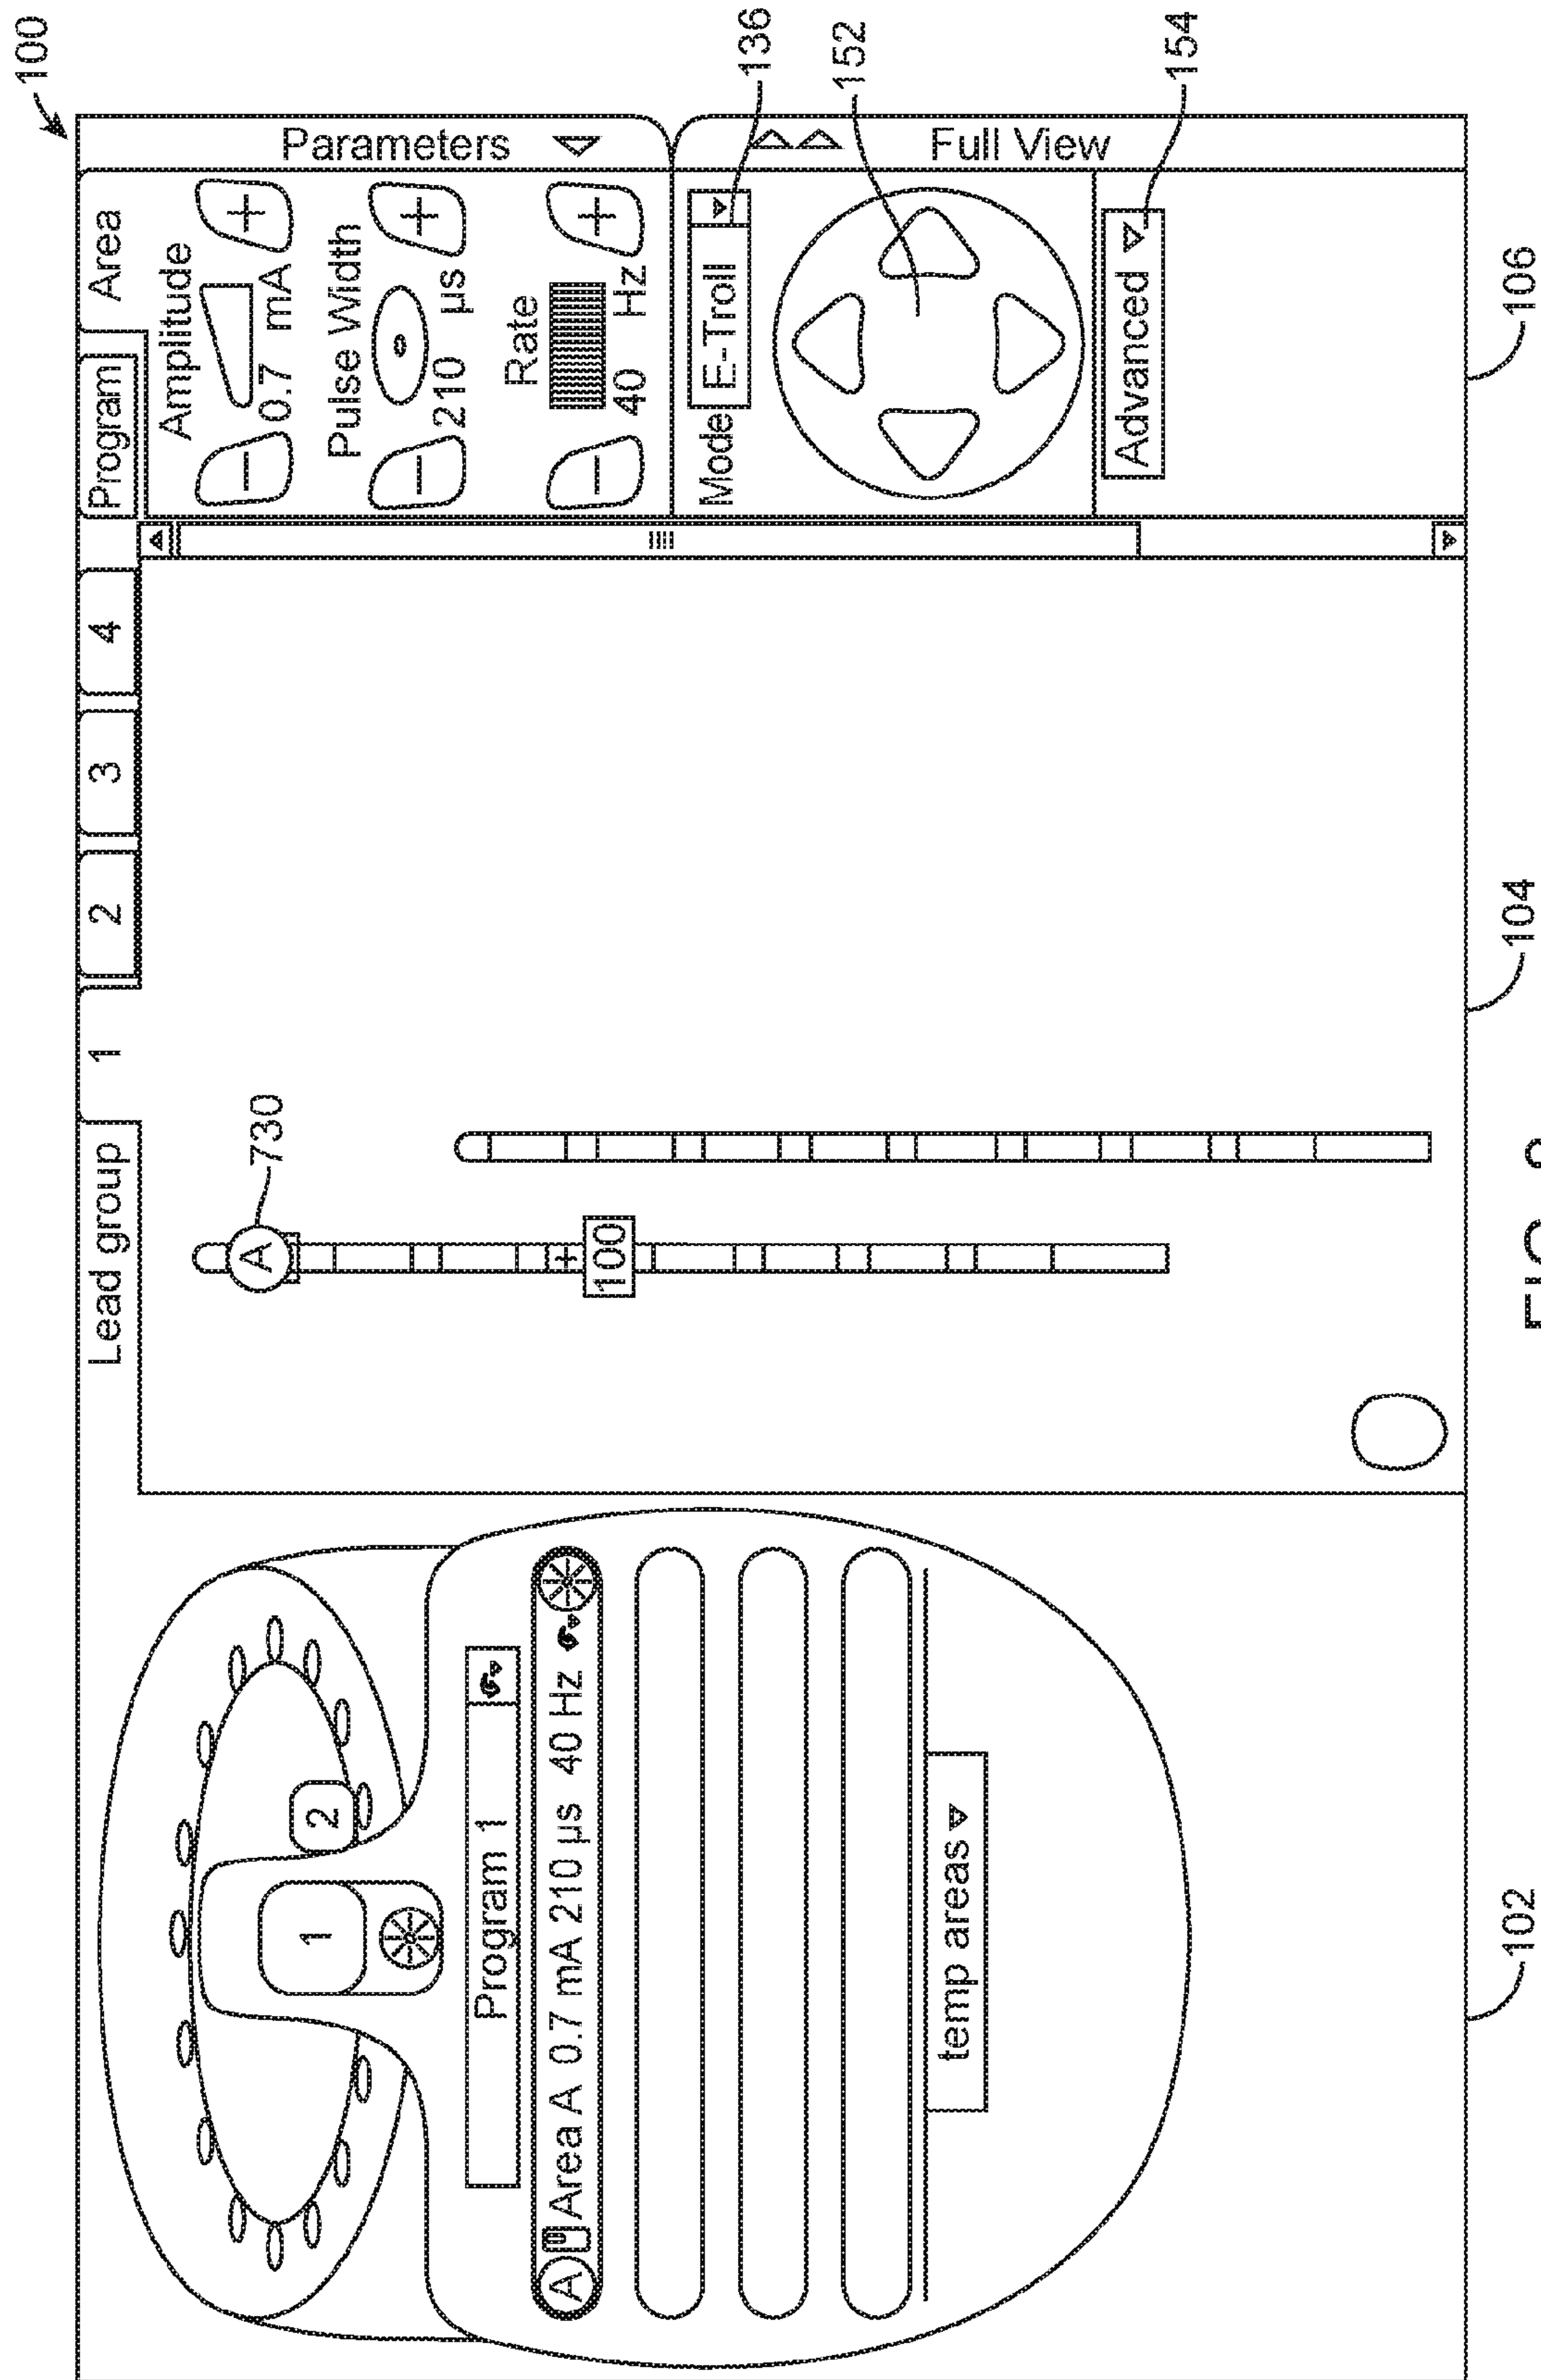 100
Lead group
1
2
3
4
Program
Area
Parameters
Amplitude
0.7 mA
Pulse Width
210 µs
Rate
40 Hz
Full View
Mode
E-Troll
136
152
Advanced
154
1
2
Program 1
A
Area A 0.7 mA 210 µs 40 Hz
temp areas
A
730
+
100
102
104
106